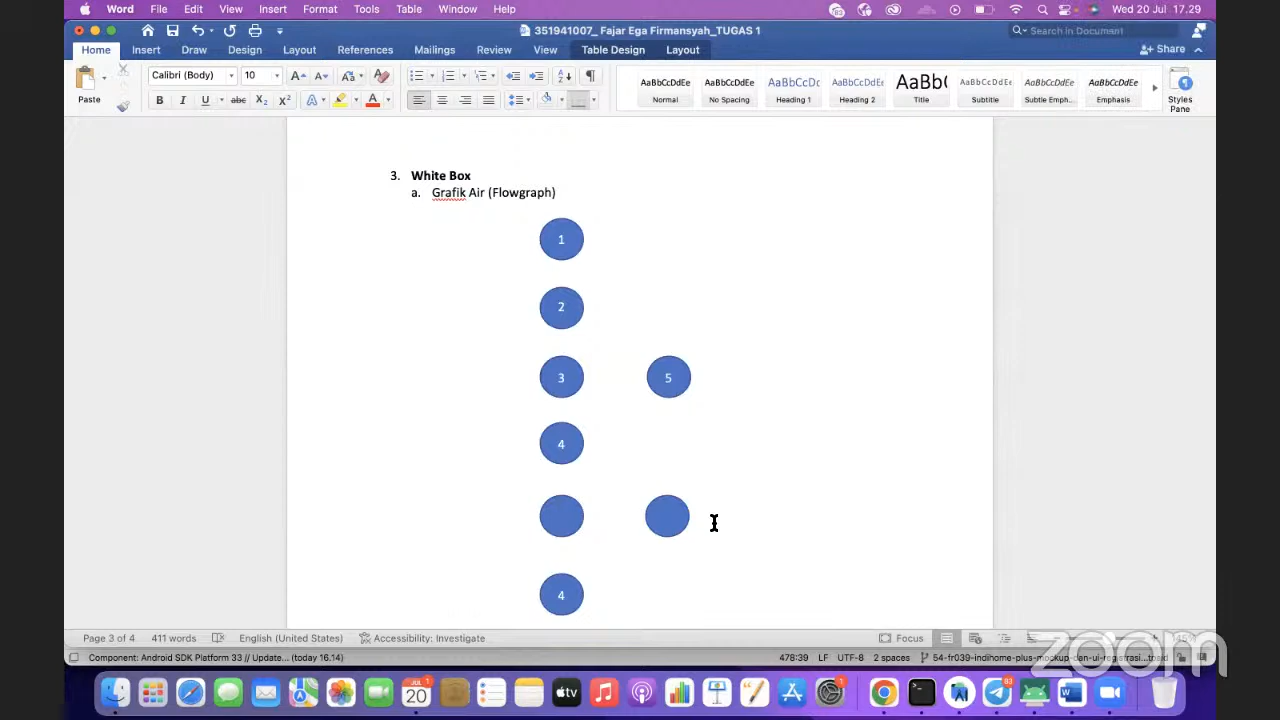 Word File Edit View Insert Format Tools Table Window Help Wed 20 Jul 17.29
351941007_ Fajar Ega Firmansyah_TUGAS 1
Search in Document
Home Insert Draw Design Layout References Mailings Review View Table Design Layout
Share
Paste
Calibri (Body) 10
AaBbCcDdEe AaBbCcDdEe AaBbCcDc AaBbCcDdEe AaBb( AaBbCcDdEe AaBbCcDdEe AaBbCcDdEe
Normal No Spacing Heading 1 Heading 2 Title Subtitle Subtle Emph... Emphasis
Styles Pane
3. White Box
a. Grafik Air (Flowgraph)
1
2
3 5
4
4
Page 3 of 4 411 words English (United States) Accessibility: Investigate Focus
Component: Android SDK Platform 33 // Update... (today 16.14) 478:39 LF UTF-8 2 spaces
zoom
JUL
20
tv